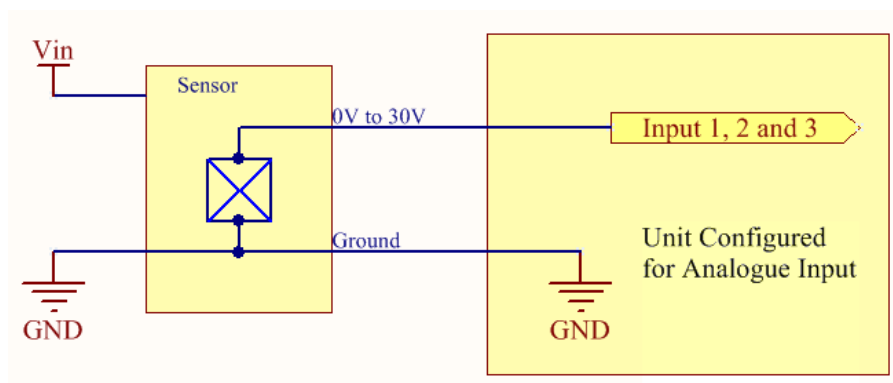 Vin
Sensor
0V to 30V
Input 1, 2 and 3
Ground
Unit Configured
for Analogue Input
GND
GND